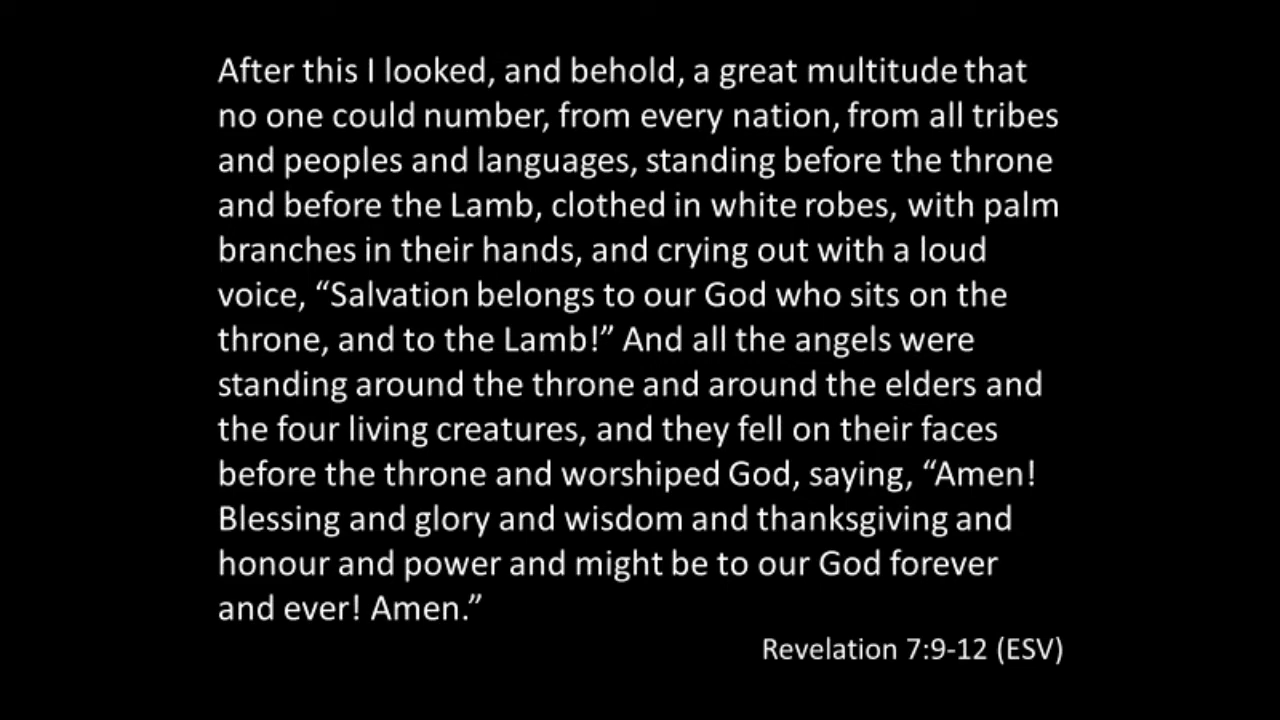 After this I looked, and behold, a great multitude that
no one could number, from every nation, from all tribes
and peoples and languages, standing before the throne
and before the Lamb, clothed in white robes, with palm
branches in their hands, and crying out with a loud
voice, “Salvation belongs to our God who sits on the
throne, and to the Lamb!” And all the angels were
standing around the throne and around the elders and
the four living creatures, and they fell on their faces
before the throne and worshiped God, saying, “Amen!
Blessing and glory and wisdom and thanksgiving and
honour and power and might be to our God forever
and ever! Amen.”
Revelation 7:9-12 (ESV)